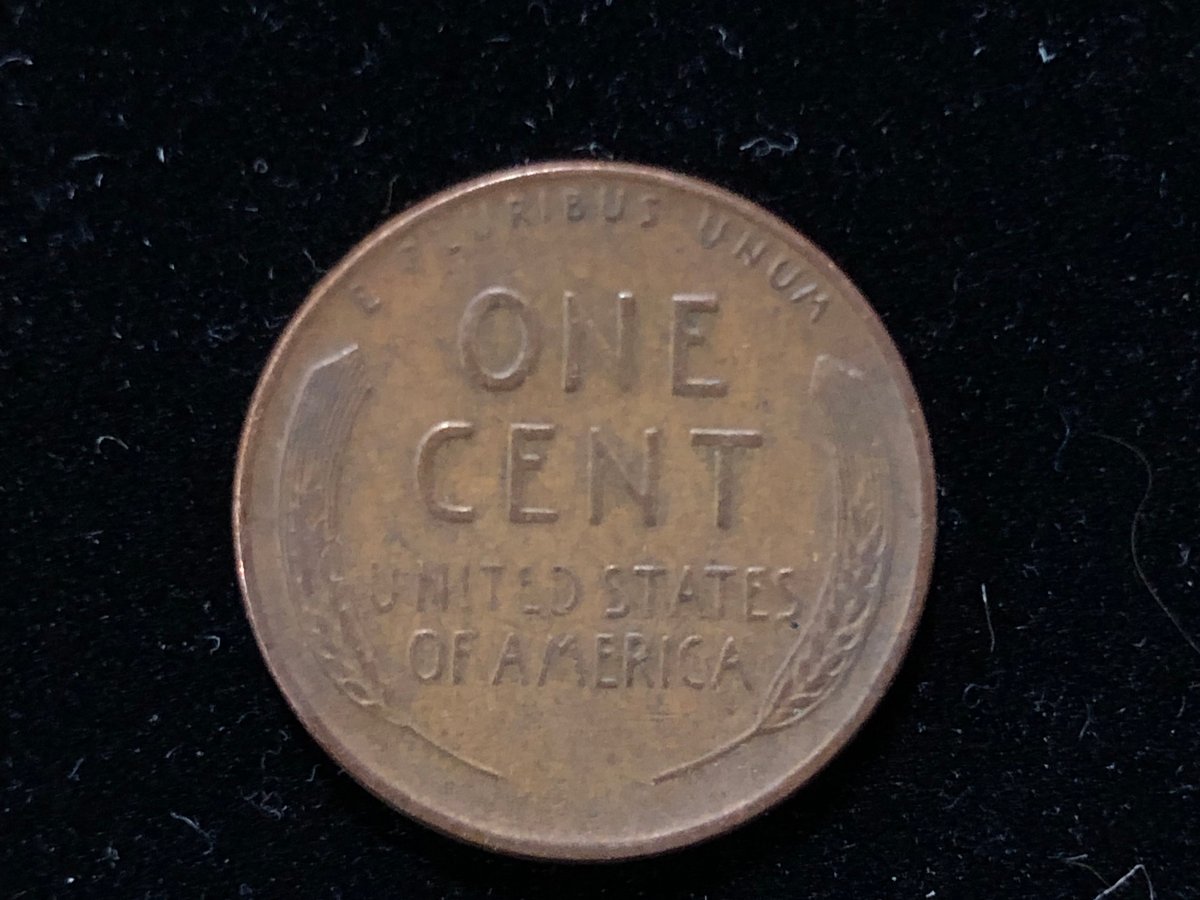 E PLURIBUS UNUM
ONE
CENT
UNITED STATES
OF AMERICA